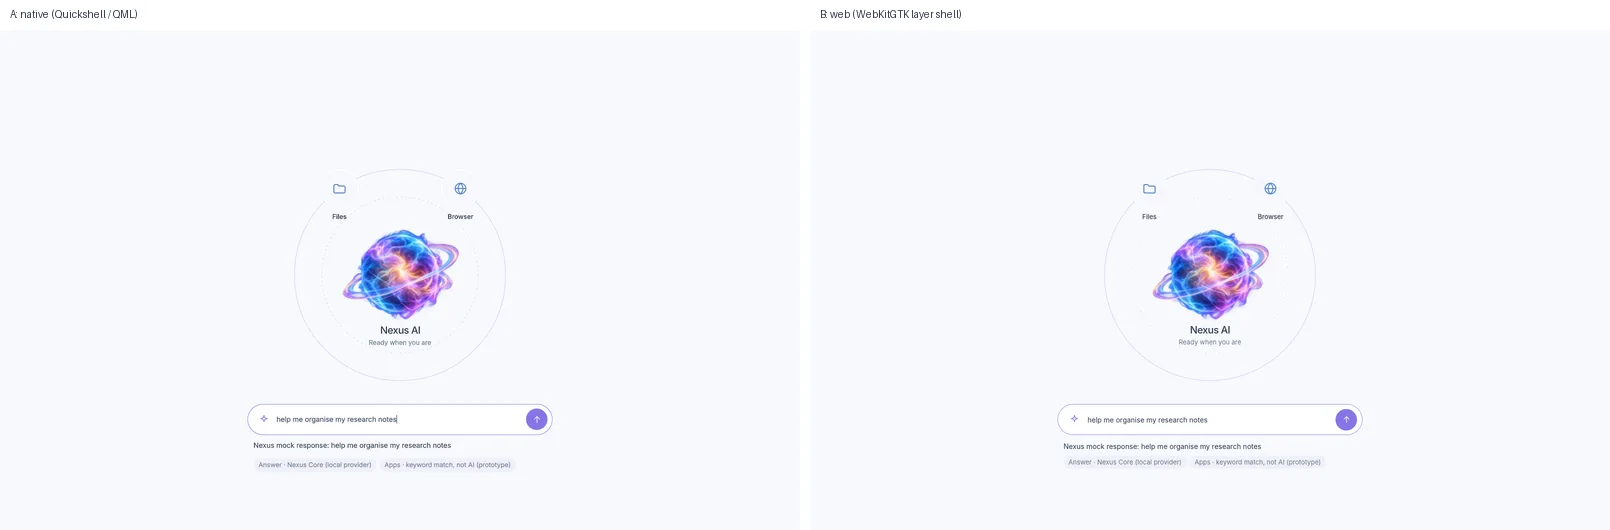 A: native (Quickshell / QML)
B: web (WebKitGTK layer shell)
Files
Browser
Nexus AI
Ready when you are
help me organise my research notes
Nexus mock response: help me organise my research notes
Answer · Nexus Core (local provider)
Apps · keyword match, not AI (prototype)
Files
Browser
Nexus AI
Ready when you are
help me organise my research notes
Nexus mock response: help me organise my research notes
Answer · Nexus Core (local provider)
Apps · keyword match, not AI (prototype)